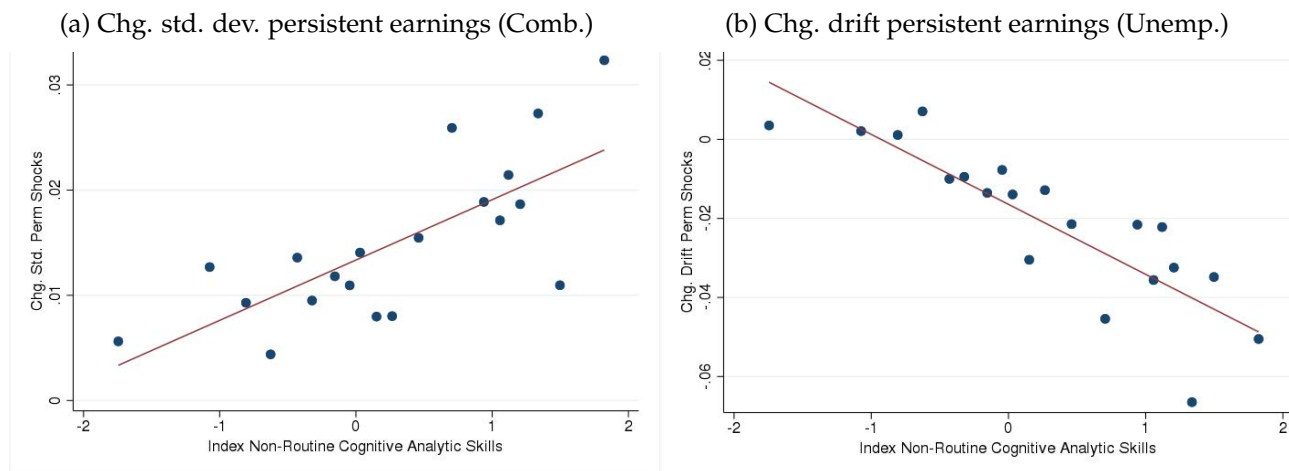 (a) Chg. std. dev. persistent earnings (Comb.)
.03
.02
.01
0
Chg. Std. Perm Shocks
-2 -1 0 1 2
Index Non-Routine Cognitive Analytic Skills
(b) Chg. drift persistent earnings (Unemp.)
.02
0
-.02
-.04
-.06
Chg. Drift Perm Shocks
-2 -1 0 1 2
Index Non-Routine Cognitive Analytic Skills